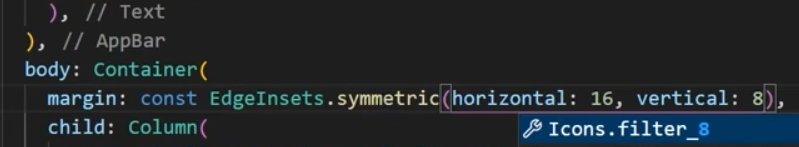 ), // Text
), // AppBar
body: Container(
margin: const EdgeInsets.symmetric(horizontal: 16, vertical: 8),
child: Column(
Icons.filter_8